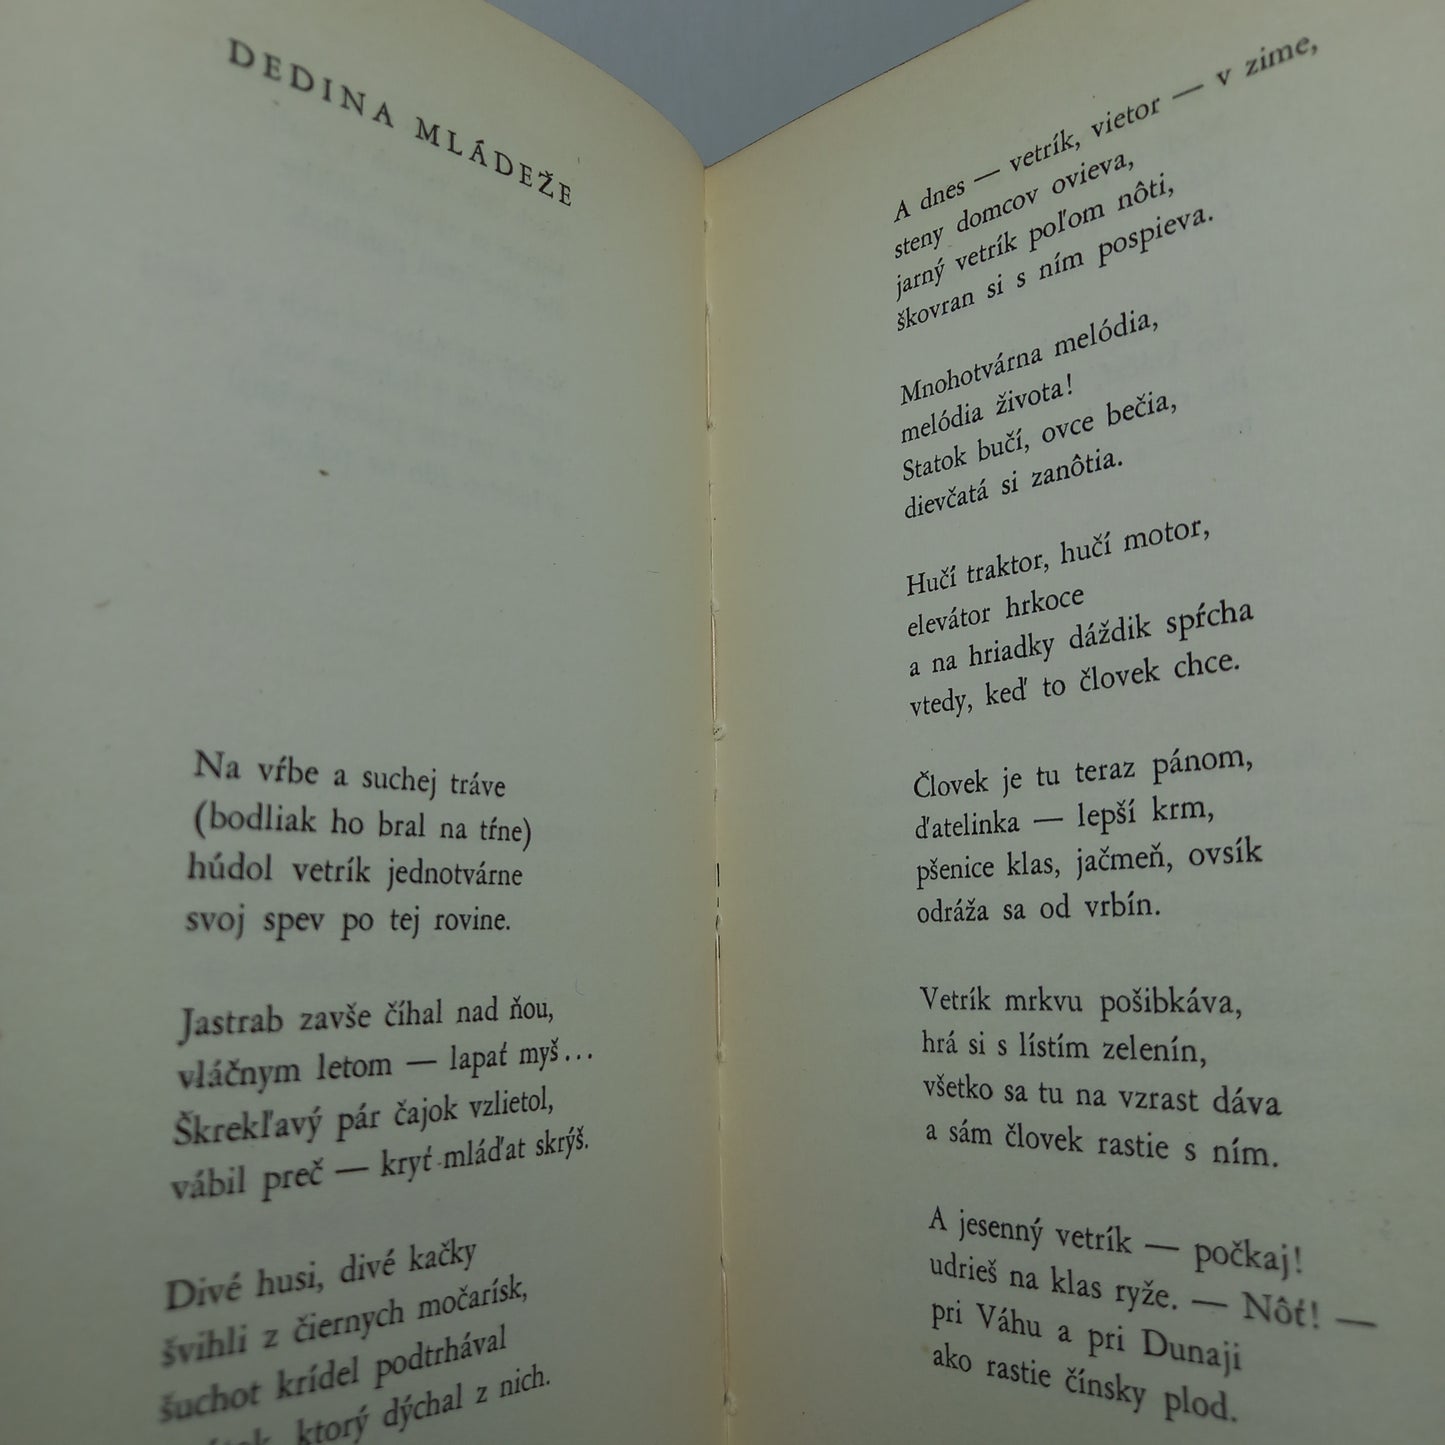 DEDINA MLÁDEŽE
Na vŕbe a suchej tráve
(bodliak ho bral na tŕne)
húdol vetrík jednotvárne
svoj spev po tej rovine.
Jastrab zavše číhal nad ňou,
vláčnym letom — lapať myš...
Škrekľavý pár čajok vzlietol,
vábil preč — kryť mláďat skrýš.
Divé husi, divé kačky
švihli z čiernych močarísk,
šuchot krídel podtrhával
ktorý dýchal z nich.
A dnes — vetrík, vietor — v zime,
steny domcov ovieva,
jarný vetrík poľom nôti,
škovran si s ním pospieva.
Mnohotvárna melódia,
melódia života!
Statok bučí, ovce bečia,
dievčatá si zanôtia.
Hučí traktor, hučí motor,
elevátor hrkoce
a na hriadky dáždik spŕcha
vtedy, keď to človek chce.
Človek je tu teraz pánom,
ďatelinka — lepší krm,
pšenice klas, jačmeň, ovsík
odráža sa od vrbín.
Vetrík mrkvu pošibkáva,
hrá si s lístím zelenín,
všetko sa tu na vzrast dáva
a sám človek rastie s ním.
A jesenný vetrík — počkaj!
udrieš na klas ryže. — Nôť! —
pri Váhu a pri Dunaji
ako rastie čínsky plod.